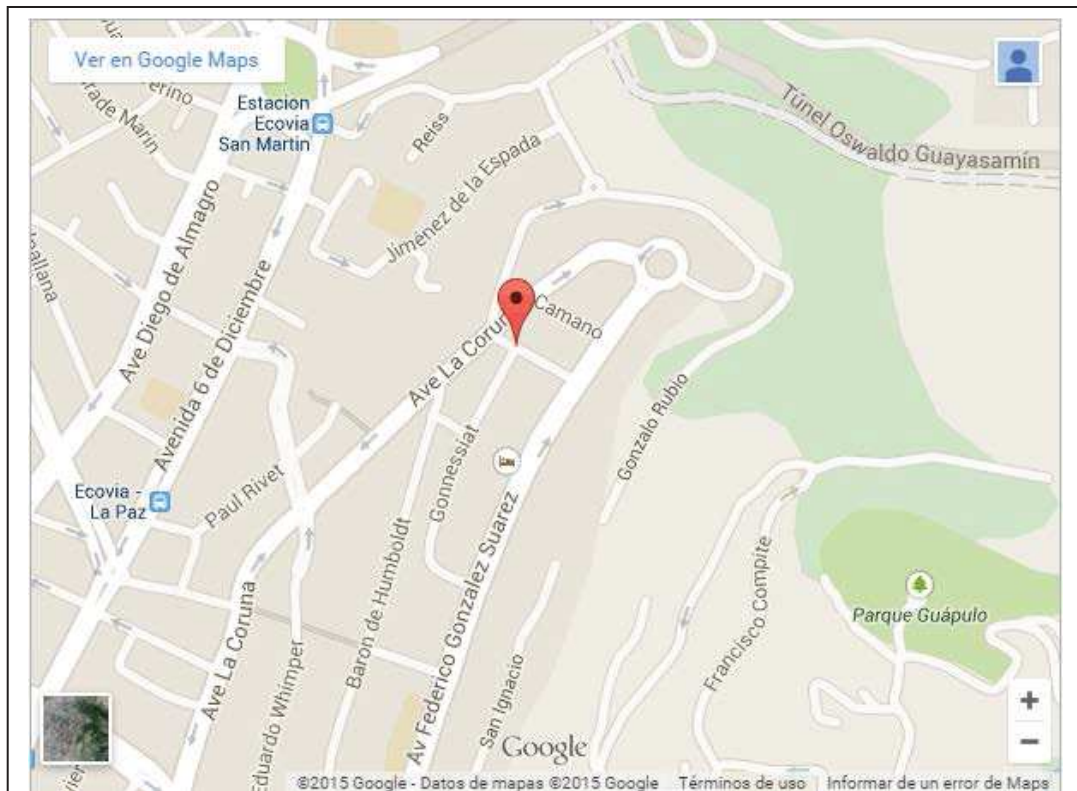 Ver en Google Maps
Estacion
Ecovia
San Martin
Reiss
Túnel Oswaldo Guayasamín
Jiménez de la Espada
Ave Diego de Almagro
Avenida 6 de Diciembre
Camano
Ave La Coruna
Gonzalo Rubio
Gonnessiat
Ecovia -
La Paz
Paul Rivet
Baron de Humboldt
Av Federico Gonzalez Suarez
Francisco Compite
Parque Guápulo
Ave La Coruna
Eduardo Whimper
San Ignacio
+
Google
−
©2015 Google - Datos de mapas ©2015 Google
Términos de uso
Informar de un error de Maps